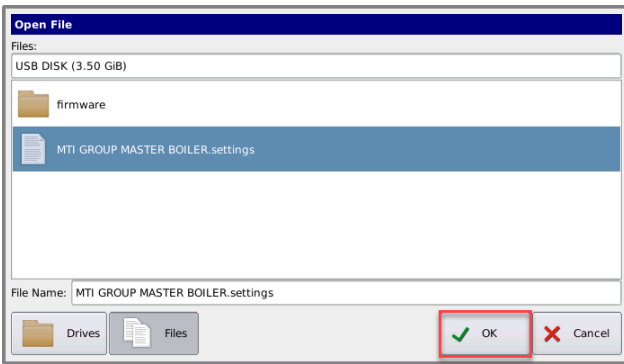 Open File
Files:
USB DISK (3.50 GiB)
firmware
MTI GROUP MASTER BOILER.settings
File Name: MTI GROUP MASTER BOILER.settings
Drives Files OK Cancel